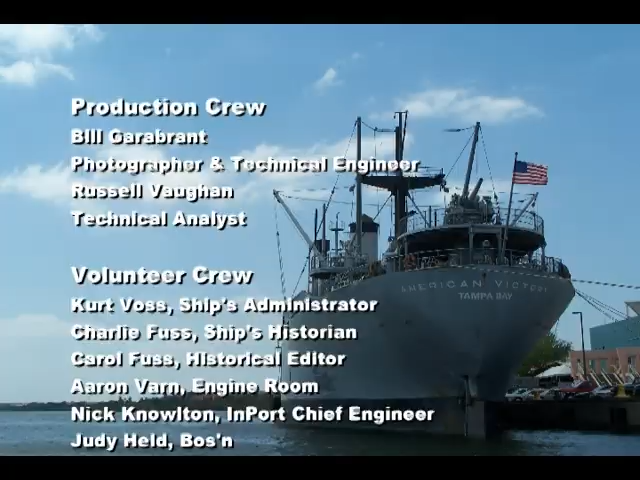 Production Crew
Bill Garabrant
Photographer & Technical Engineer
Russell Vaughan
Technical Analyst
Volunteer Crew
Kurt Voss, Ship's Administrator
Charlie Fuss, Ship's Historian
Carol Fuss, Historical Editor
Aaron Varn, Engine Room
Nick Knowlton, InPort Chief Engineer
Judy Held, Bos'n
AMERICAN VICTORY
TAMPA BAY